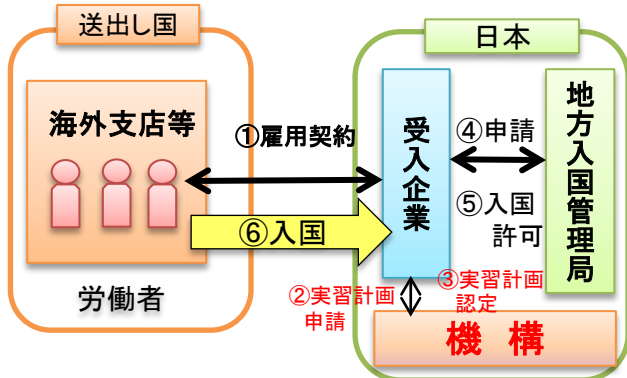 送出し国
日本
海外支店等
労働者
①雇用契約
⑥入国
受入企業
④申請
⑤入国
許可
地方入国管理局
②実習計画
申請
③実習計画
認定
機 構